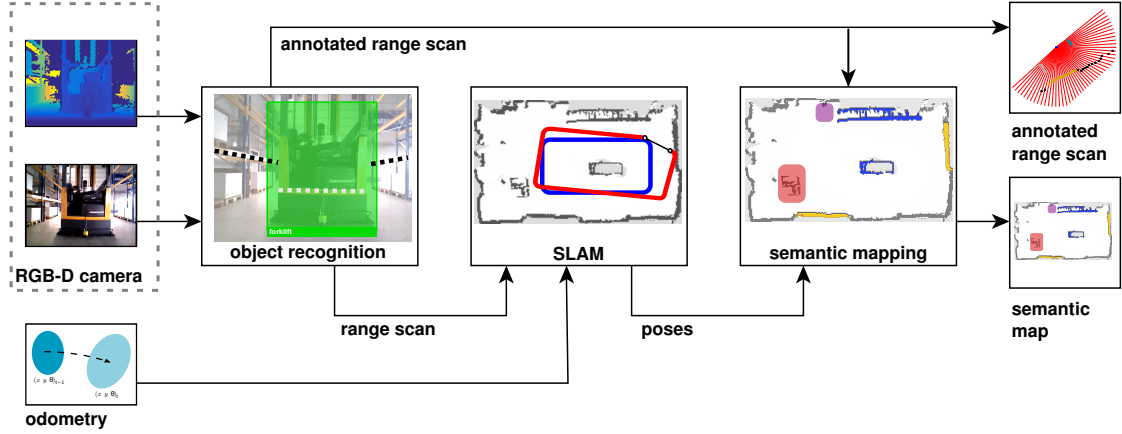 annotated range scan
annotated
range scan
forklift
object recognition
SLAM
semantic mapping
RGB-D camera
range scan
poses
semantic
map
(x y θ)t−1
(x y θ)t
odometry